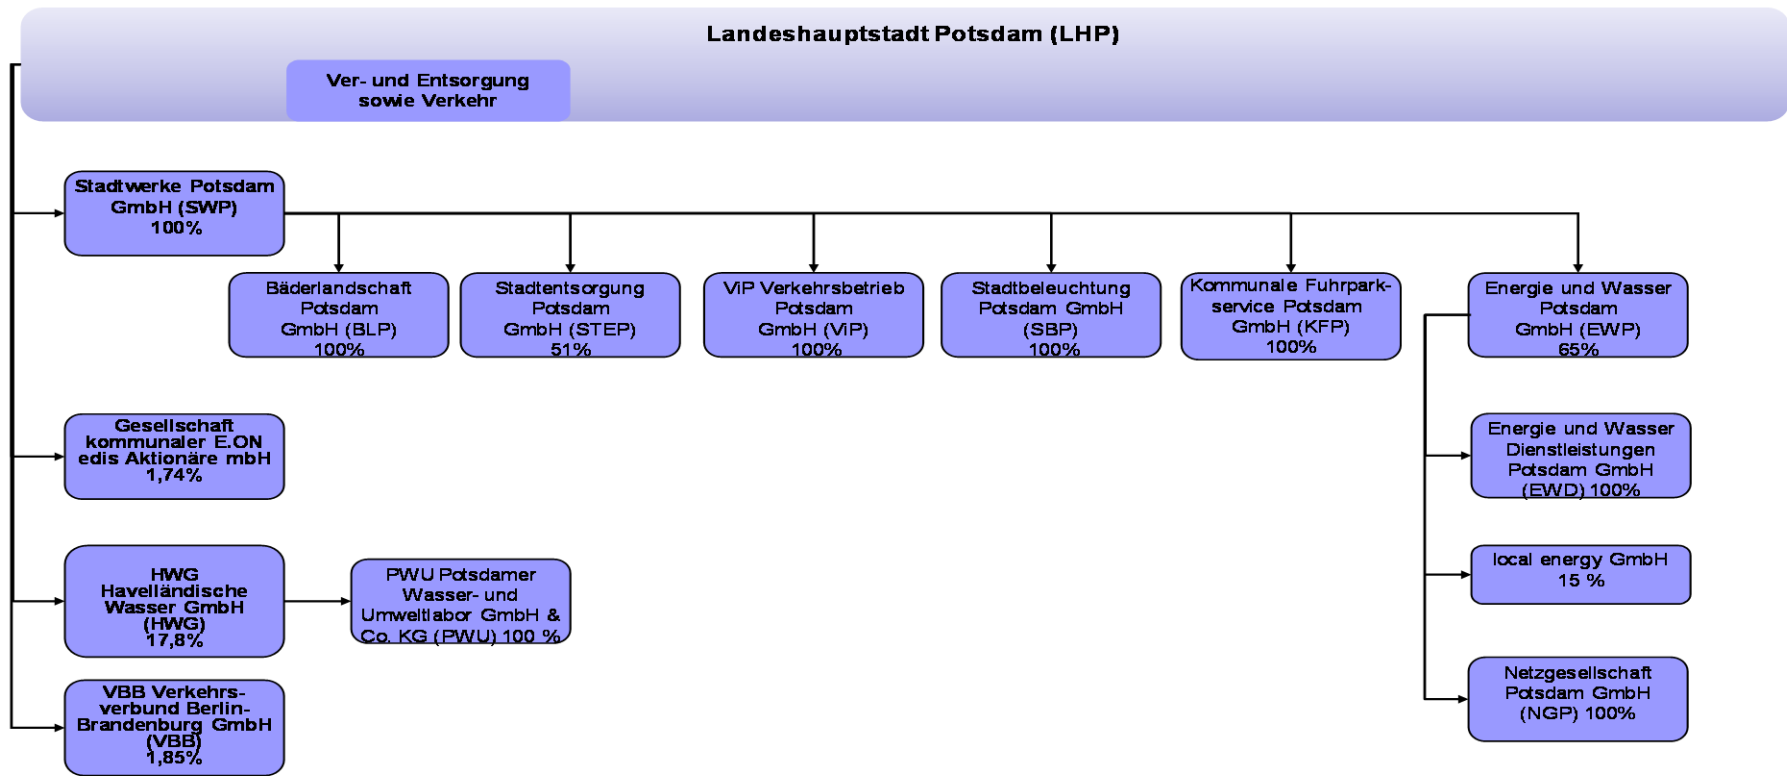 Landeshauptstadt Potsdam (LHP)
Ver- und Entsorgung
sowie Verkehr
Stadtwerke Potsdam
GmbH (SWP)
100%
Bäderlandschaft
Potsdam
GmbH (BLP)
100%
Stadtentsorgung
Potsdam
GmbH (STEP)
51%
ViP Verkehrsbetrieb
Potsdam
GmbH (ViP)
100%
Stadtbeleuchtung
Potsdam GmbH
(SBP)
100%
Kommunale Fuhrpark-
service Potsdam
GmbH (KFP)
100%
Energie und Wasser
Potsdam
GmbH (EWP)
65%
Gesellschaft
kommunaler E.ON
edis Aktionäre mbH
1,74%
Energie und Wasser
Dienstleistungen
Potsdam GmbH
(EWD) 100%
HWG
Havelländische
Wasser GmbH
(HWG)
17,8%
PWU Potsdamer
Wasser- und
Umweltlabor GmbH &
Co. KG (PWU) 100 %
local energy GmbH
15 %
VBB Verkehrs-
verbund Berlin-
Brandenburg GmbH
(VBB)
1,85%
Netzgesellschaft
Potsdam GmbH
(NGP) 100%